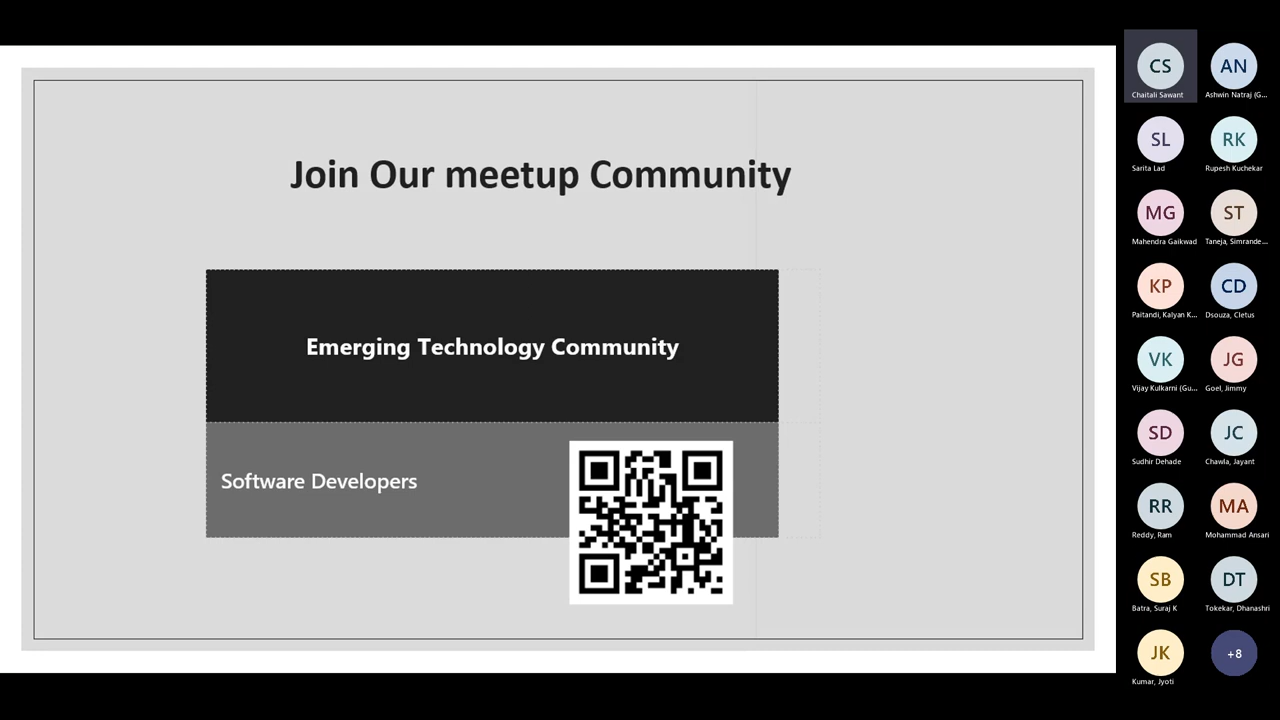 Join Our meetup Community
Emerging Technology Community
Software Developers
CS
Chaitali Sawant
AN
Ashwin Natraj (G...
SL
Sarita Lad
RK
Rupesh Kuchekar
MG
Mahendra Gaikwad
ST
Taneja, Simrande...
KP
Paitandi, Kalyan K...
CD
Dsouza, Cletus
VK
Vijay Kulkarni (Gu...
JG
Goel, Jimmy
SD
Sudhir Dehade
JC
Chawla, Jayant
RR
Reddy, Ram
MA
Mohammad Ansari
SB
Batra, Suraj K
DT
Tokekar, Dhanashri
JK
Kumar, Jyoti
+8